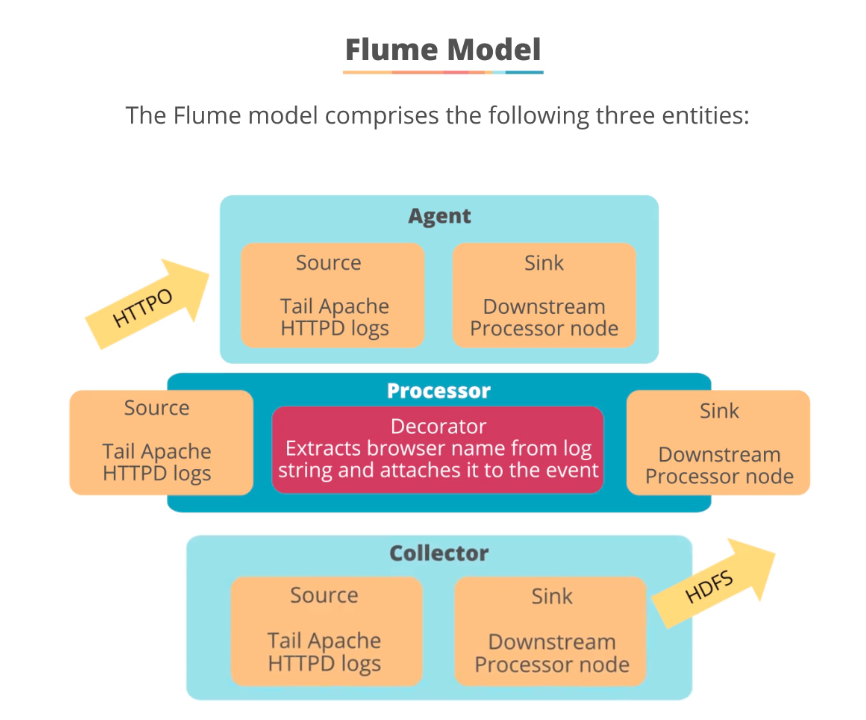 Flume Model
The Flume model comprises the following three entities:
Agent
HTTPO
Source
Tail Apache
HTTPD logs
Sink
Downstream
Processor node
Processor
Source
Tail Apache
HTTPD logs
Decorator
Extracts browser name from log
string and attaches it to the event
Sink
Downstream
Processor node
Collector
Source
Tail Apache
HTTPD logs
Sink
Downstream
Processor node
HDFS